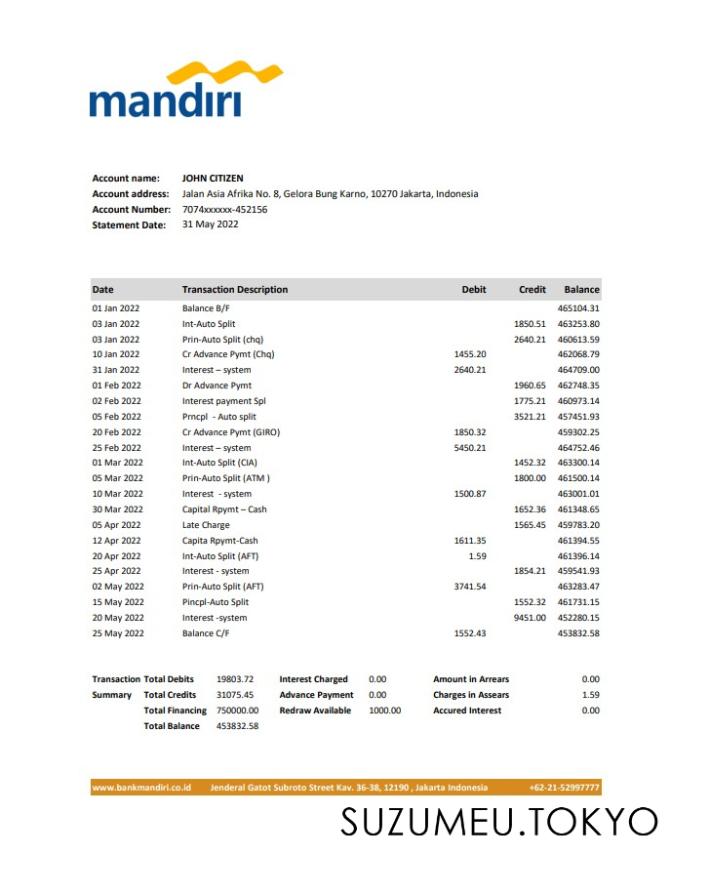 mandiri
Account name: JOHN CITIZEN
Account address: Jalan Asia Afrika No. 8, Gelora Bung Karno, 10270 Jakarta, Indonesia
Account Number: 7074xxxxxx-452156
Statement Date: 31 May 2022
Date Transaction Description Debit Credit Balance
01 Jan 2022 Balance B/F 465104.31
03 Jan 2022 Int-Auto Split 1850.51 463253.80
03 Jan 2022 Prin-Auto Split (chq) 2640.21 460613.59
10 Jan 2022 Cr Advance Pymt (Chq) 1455.20 462068.79
31 Jan 2022 Interest – system 2640.21 464709.00
01 Feb 2022 Dr Advance Pymt 1960.65 462748.35
02 Feb 2022 Interest payment Spl 1775.21 460973.14
05 Feb 2022 Prncpl - Auto split 3521.21 457451.93
20 Feb 2022 Cr Advance Pymt (GIRO) 1850.32 459302.25
25 Feb 2022 Interest – system 5450.21 464752.46
01 Mar 2022 Int-Auto Split (CIA) 1452.32 463300.14
05 Mar 2022 Prin-Auto Split (ATM ) 1800.00 461500.14
10 Mar 2022 Interest - system 1500.87 463001.01
30 Mar 2022 Capital Rpymt – Cash 1652.36 461348.65
05 Apr 2022 Late Charge 1565.45 459783.20
12 Apr 2022 Capita Rpymt-Cash 1611.35 461394.55
20 Apr 2022 Int-Auto Split (AFT) 1.59 461396.14
25 Apr 2022 Interest - system 1854.21 459541.93
02 May 2022 Prin-Auto Split (AFT) 3741.54 463283.47
15 May 2022 Pincpl-Auto Split 1552.32 461731.15
20 May 2022 Interest -system 9451.00 452280.15
25 May 2022 Balance C/F 1552.43 453832.58
Transaction Total Debits 19803.72 Interest Charged 0.00 Amount in Arrears 0.00
Summary Total Credits 31075.45 Advance Payment 0.00 Charges in Assears 1.59
Total Financing 750000.00 Redraw Available 1000.00 Accured Interest 0.00
Total Balance 453832.58
www.bankmandiri.co.id Jenderal Gatot Subroto Street Kav. 36-38, 12190 , Jakarta Indonesia +62-21-52997777
SUZUMEU.TOKYO